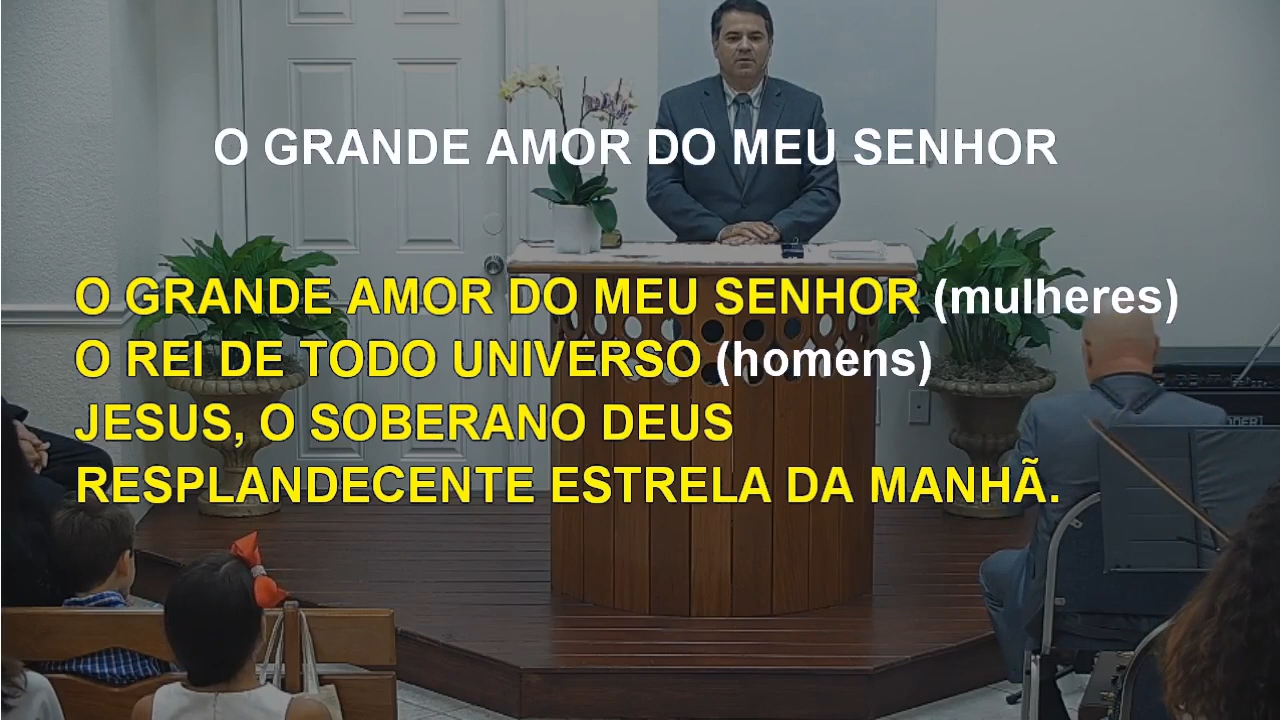 O GRANDE AMOR DO MEU SENHOR
O GRANDE AMOR DO MEU SENHOR (mulheres)
O REI DE TODO UNIVERSO (homens)
JESUS, O SOBERANO DEUS
RESPLANDECENTE ESTRELA DA MANHÃ.